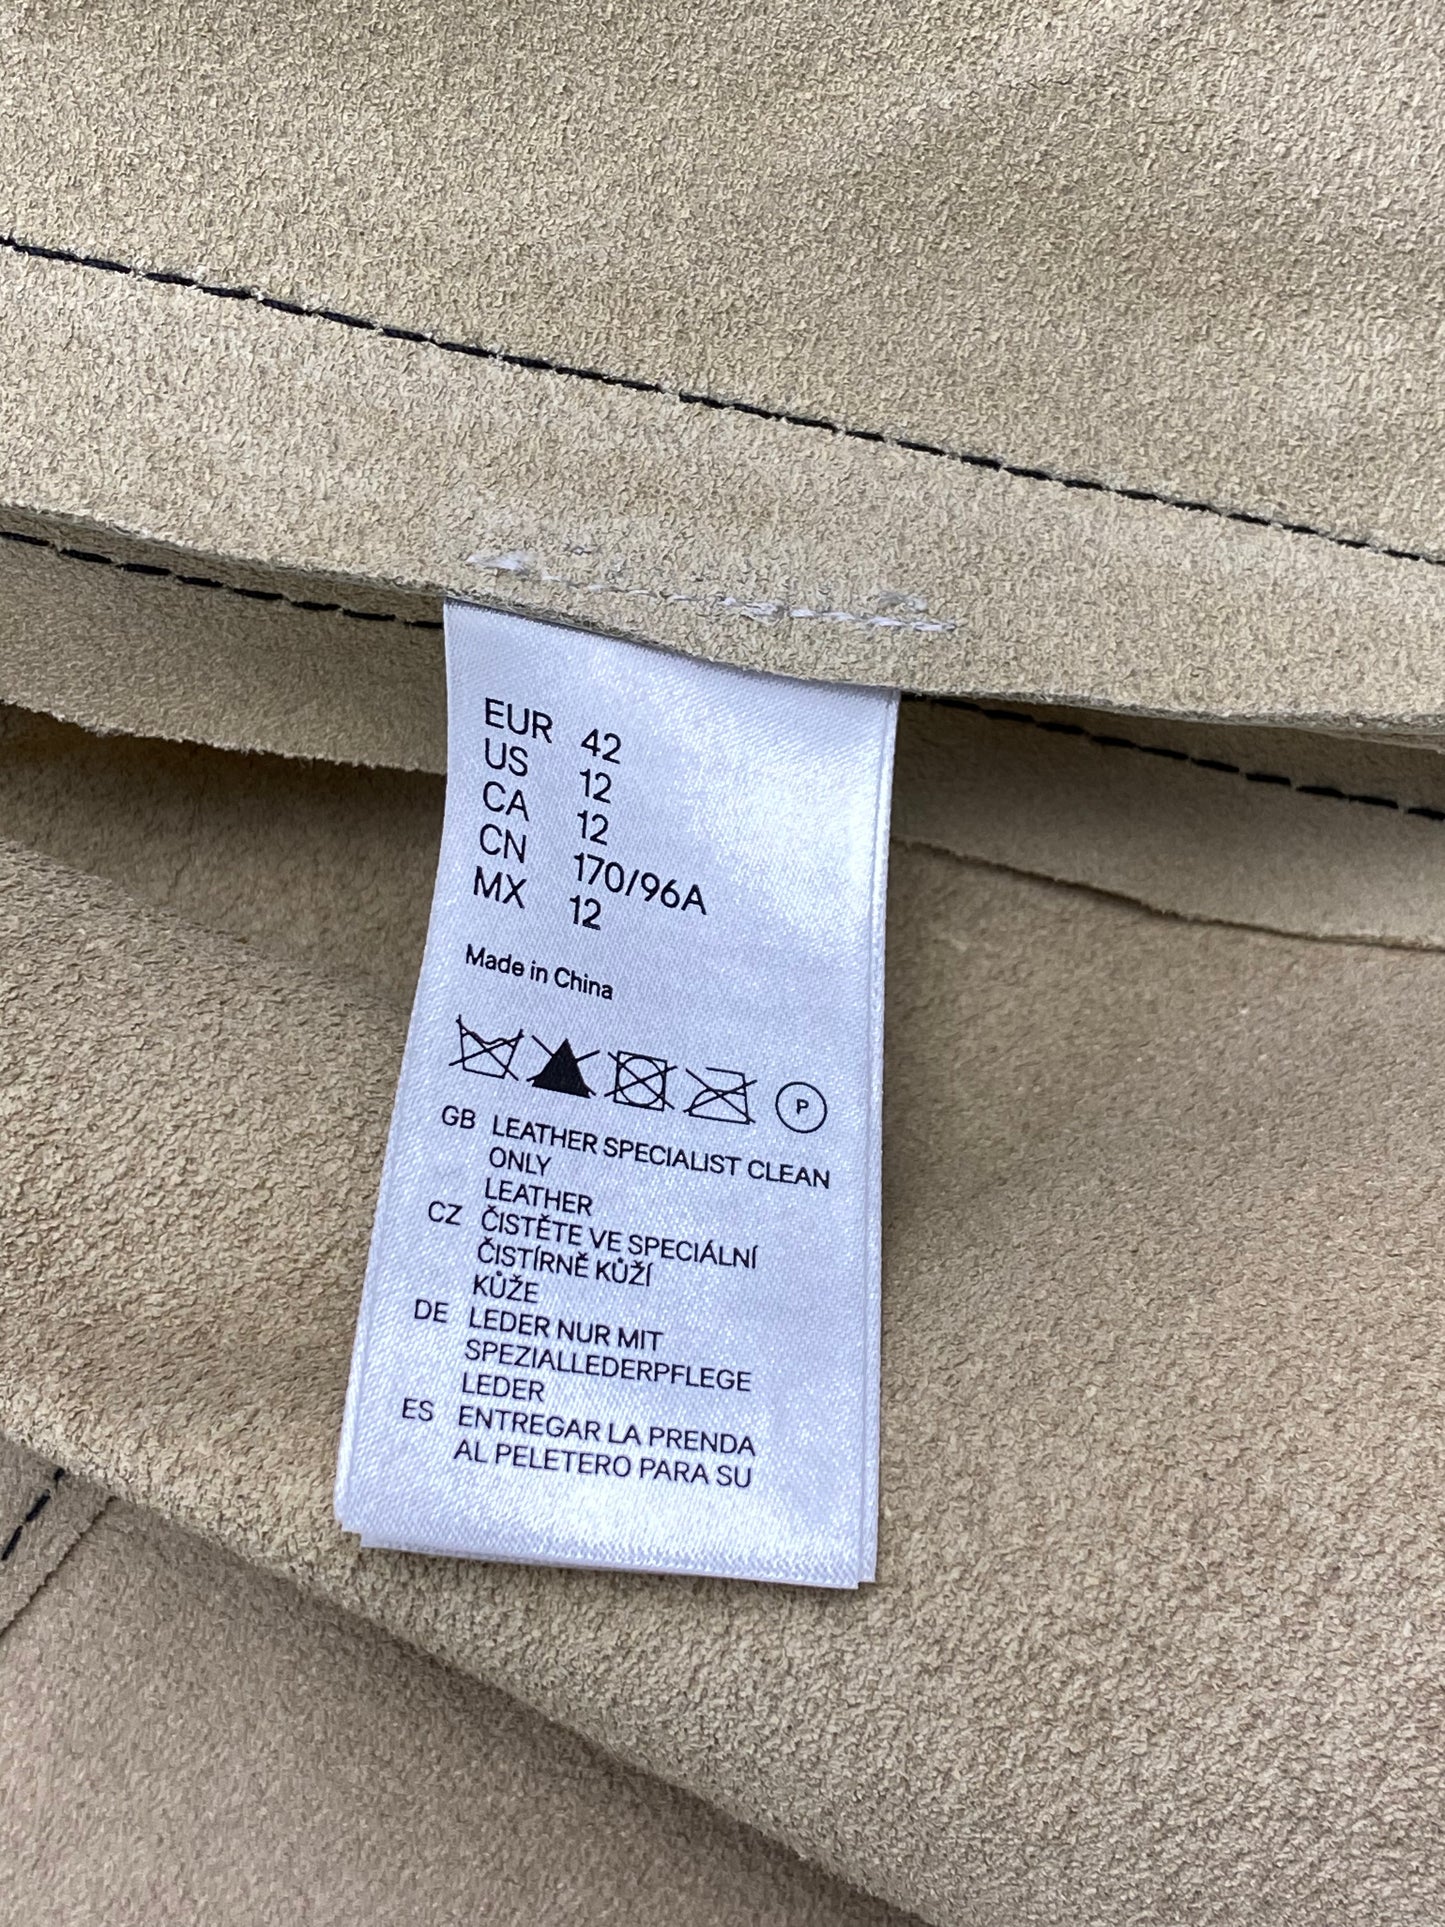 EUR 42
US 12
CA 12
CN 170/96A
MX 12
Made in China
P
GB LEATHER SPECIALIST CLEAN
ONLY
LEATHER
CZ ČISTĚTE VE SPECIÁLNÍ
ČISTÍRNĚ KŮŽÍ
KŮŽE
DE LEDER NUR MIT
SPEZIALLEDERPFLEGE
LEDER
ES ENTREGAR LA PRENDA
AL PELETERO PARA SU